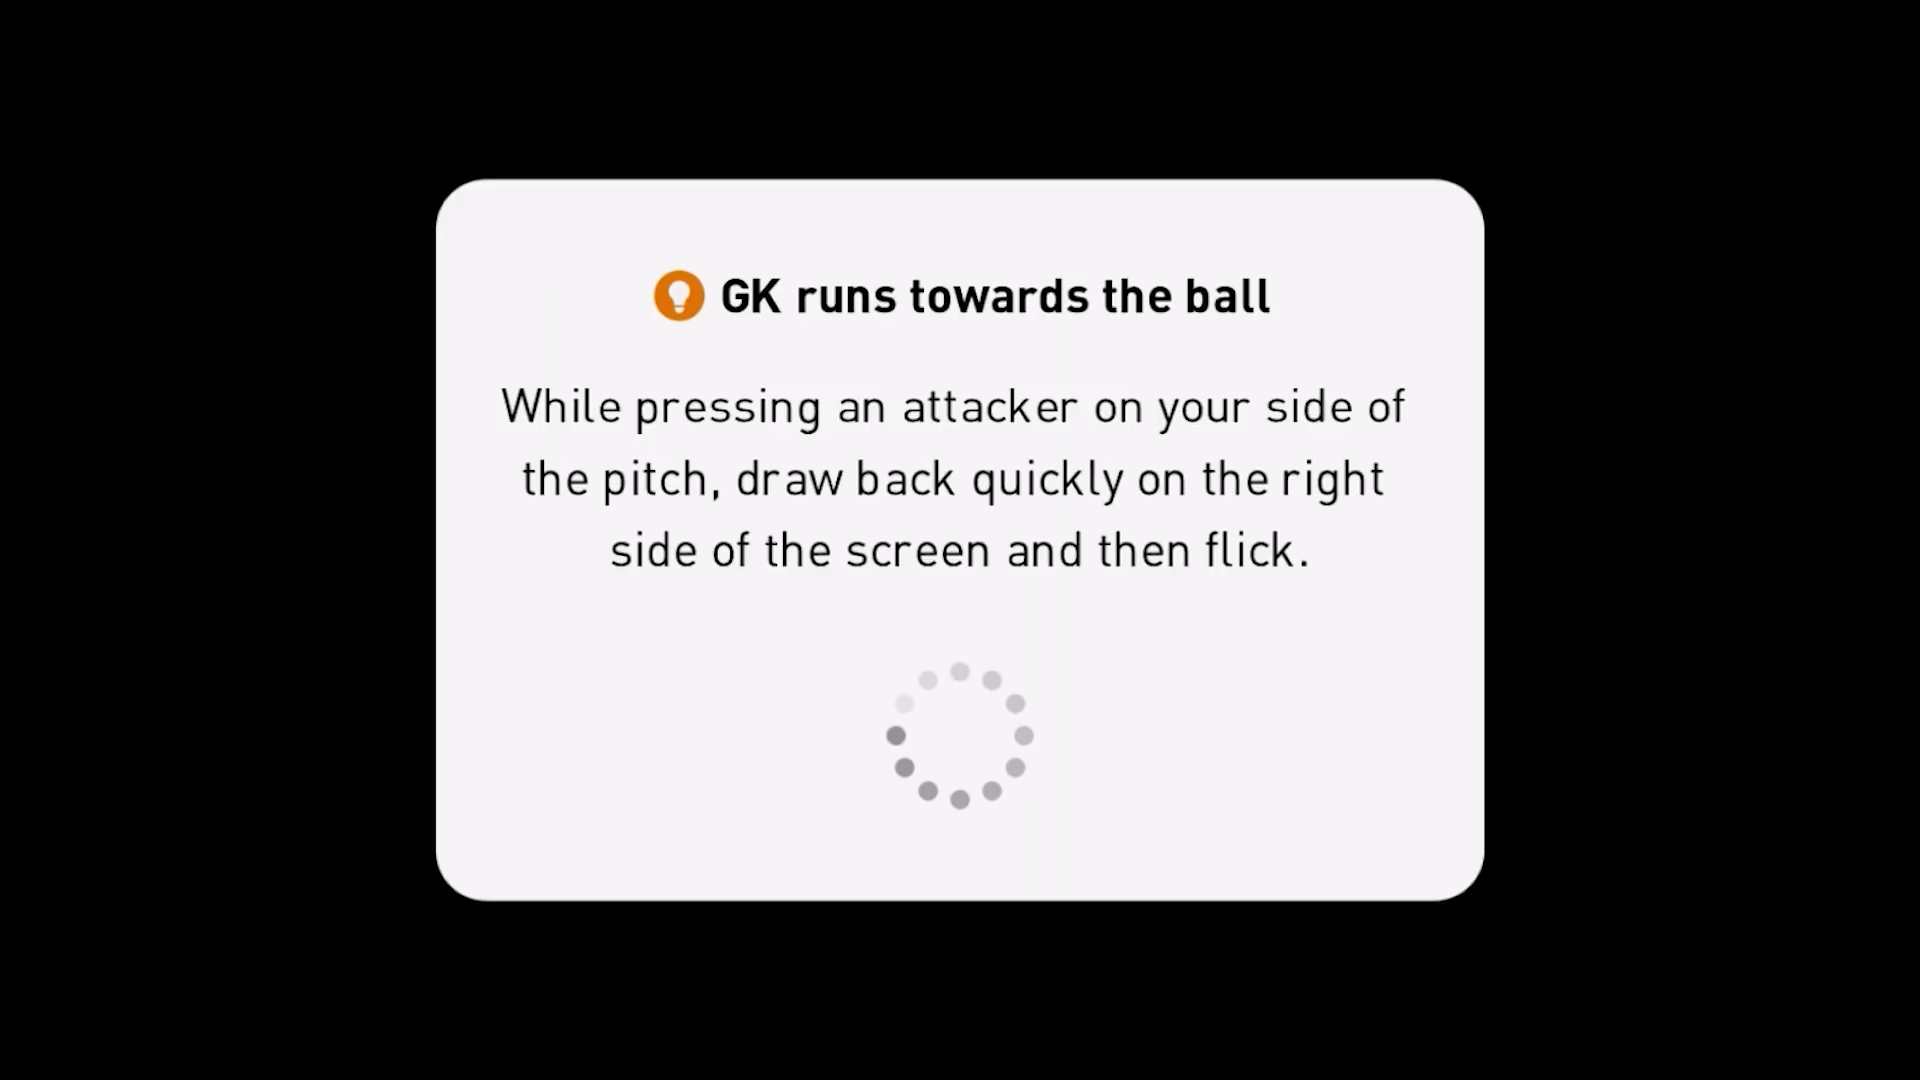 GK runs towards the ball
While pressing an attacker on your side of
the pitch, draw back quickly on the right
side of the screen and then flick.